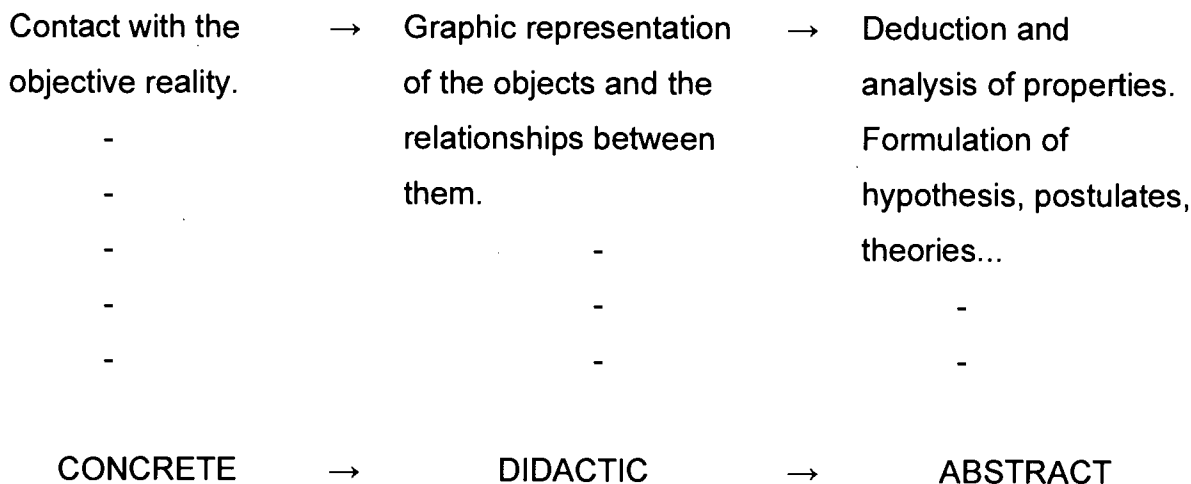 Contact with the → Graphic representation → Deduction and
objective reality. of the objects and the analysis of properties.
- relationships between Formulation of
- them. hypothesis, postulates,
- - theories...
- - -
- - -
CONCRETE → DIDACTIC → ABSTRACT